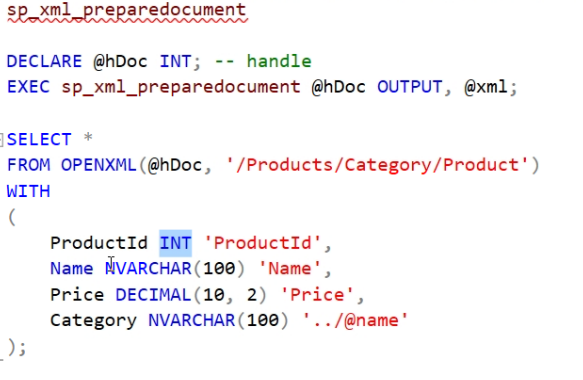 sp_xml_preparedocument
DECLARE @hDoc INT; -- handle
EXEC sp_xml_preparedocument @hDoc OUTPUT, @xml;
SELECT *
FROM OPENXML(@hDoc, '/Products/Category/Product')
WITH
(
    ProductId INT 'ProductId',
    Name NVARCHAR(100) 'Name',
    Price DECIMAL(10, 2) 'Price',
    Category NVARCHAR(100) '../@name'
);